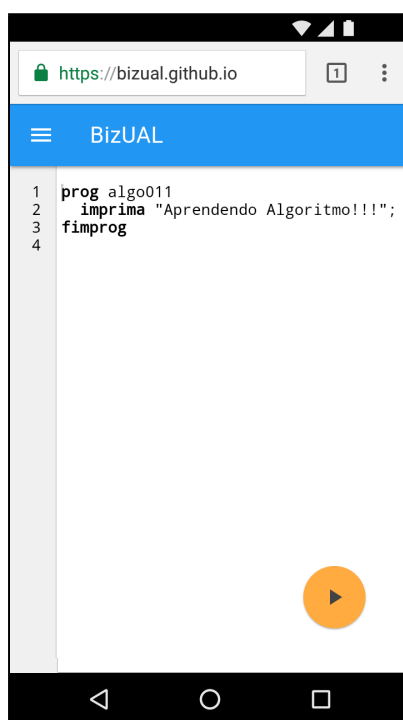 https://bizual.github.io
1
BizUAL
1 prog algo011
2 imprima "Aprendendo Algoritmo!!!";
3 fimprog
4